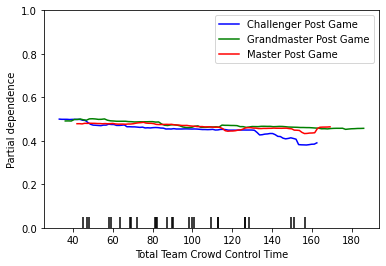 Challenger Post Game
Grandmaster Post Game
Master Post Game
Partial dependence
1.0
0.8
0.6
0.4
0.2
0.0
40 60 80 100 120 140 160 180
Total Team Crowd Control Time